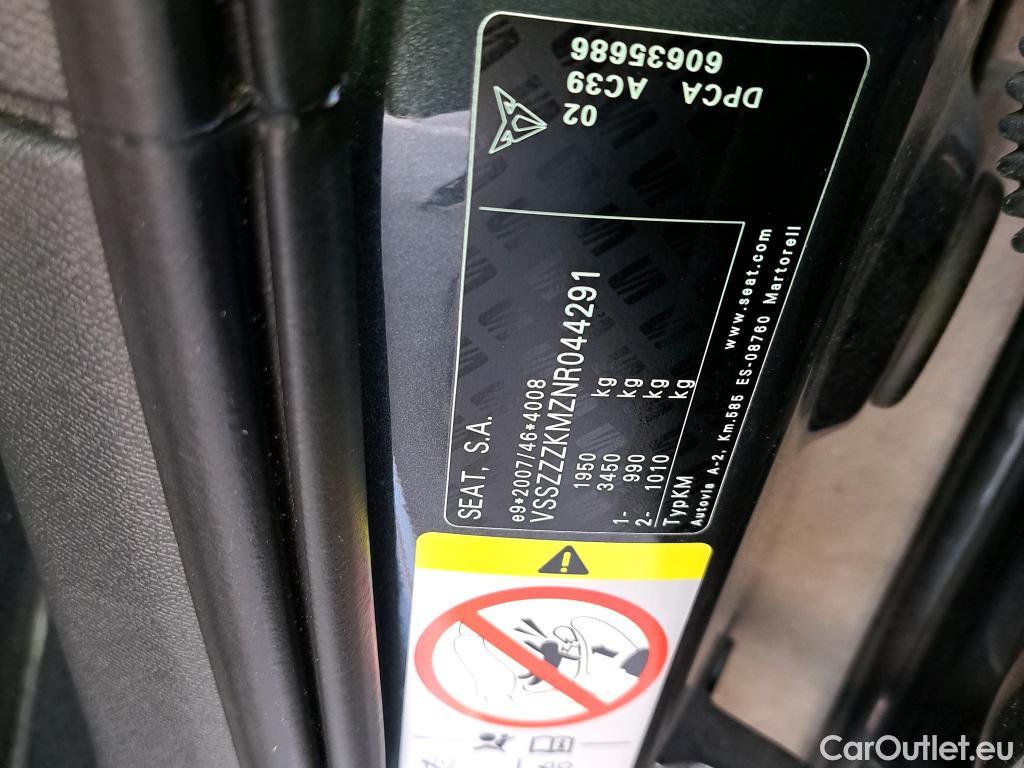 SEAT, S.A.
e9*2007/46*4008
VSSZZZKMZNR044291
1950 kg
3450 kg
1- 990 kg
2- 1010 kg
TypKM
Autovia A-2, Km.585 ES-08760 Martorell
www.seat.com
02
AC39
60635686
DPCA
CarOutlet.eu